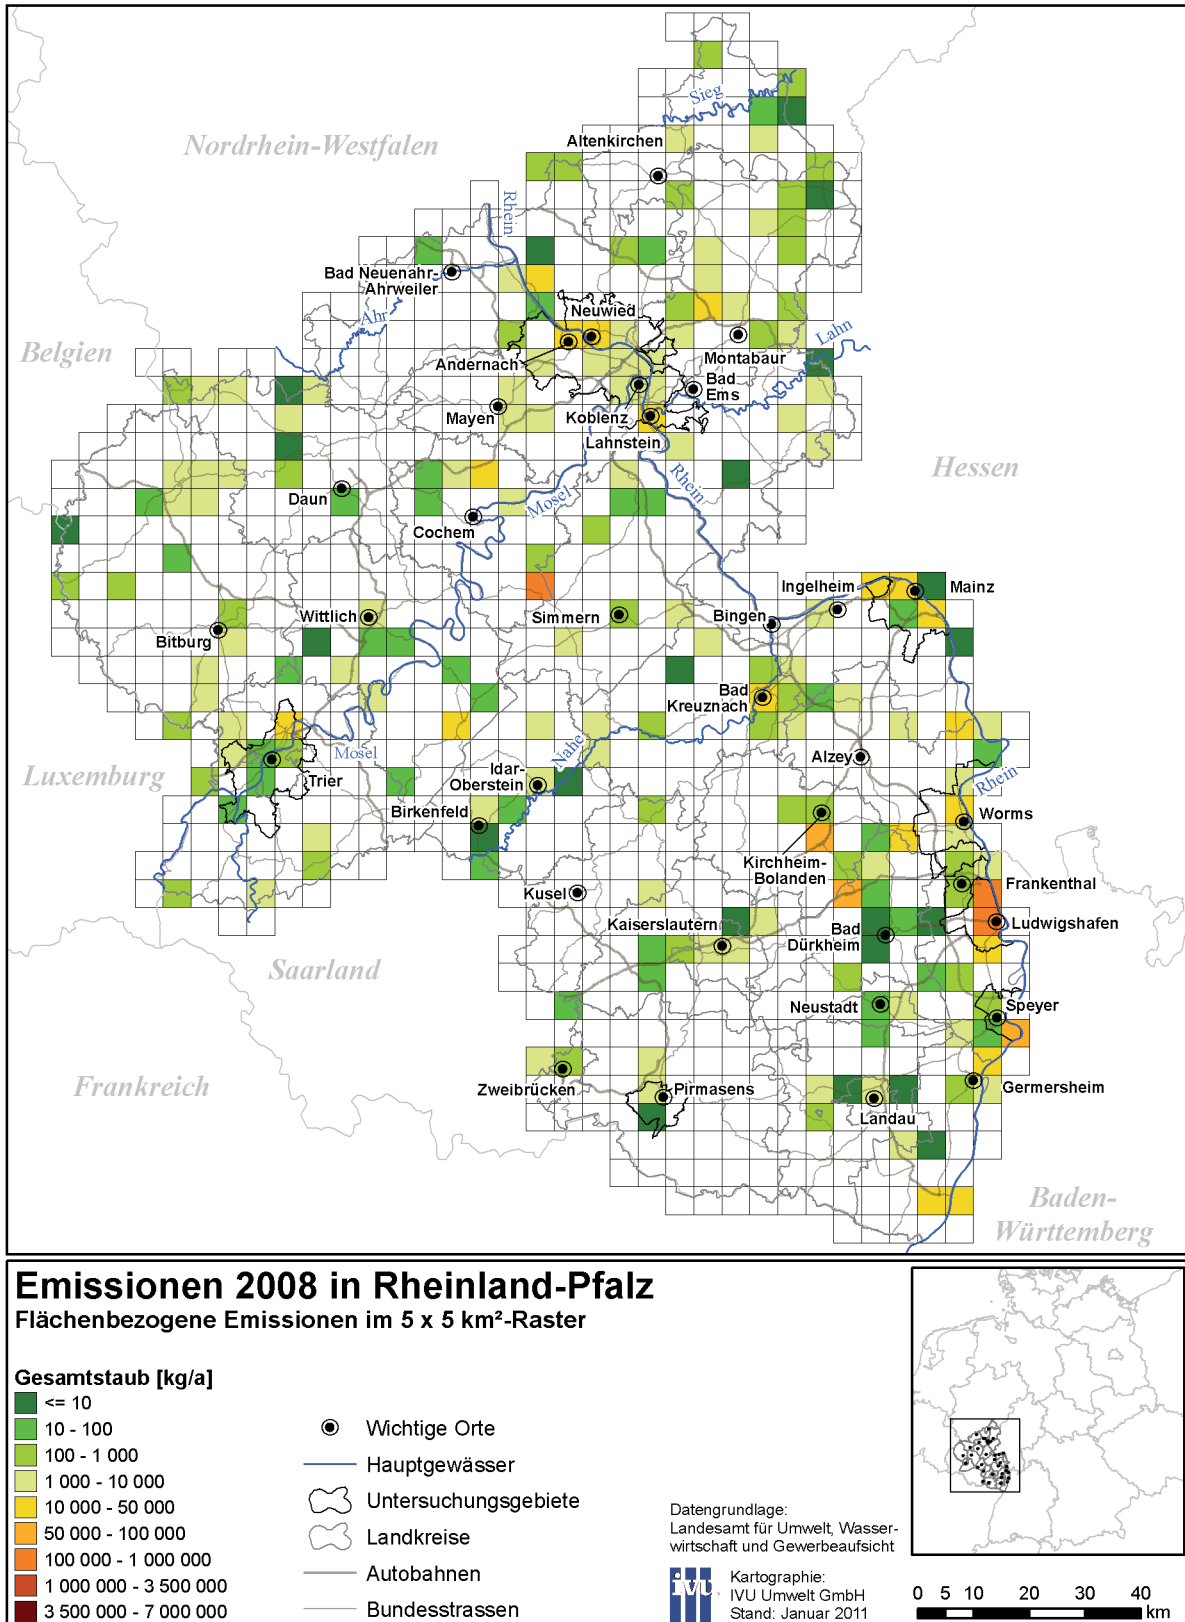 Sieg
Altenkirchen
Nordrhein-Westfalen
Rhein
Bad Neuenahr-
Ahrweiler
Ahr
Neuwied
Belgien
Andernach
Montabaur
Lahn
Bad
Ems
Mayen
Koblenz
Lahnstein
Hessen
Rhein
Daun
Mosel
Cochem
Ingelheim
Mainz
Wittlich
Simmern
Bingen
Bitburg
Bad
Kreuznach
Mosel
Nahe
Luxemburg
Trier
Idar-
Oberstein
Alzey
Rhein
Birkenfeld
Worms
Kirchheim-
Bolanden
Kusel
Frankenthal
Kaiserslautern
Bad
Dürkheim
Ludwigshafen
Saarland
Neustadt
Speyer
Frankreich
Zweibrücken
Pirmasens
Germersheim
Landau
Baden-
Württemberg
Emissionen 2008 in Rheinland-Pfalz
Flächenbezogene Emissionen im 5 x 5 km²-Raster
Gesamtstaub [kg/a]
<= 10
10 - 100
100 - 1 000
1 000 - 10 000
10 000 - 50 000
50 000 - 100 000
100 000 - 1 000 000
1 000 000 - 3 500 000
3 500 000 - 7 000 000
Wichtige Orte
Hauptgewässer
Untersuchungsgebiete
Landkreise
Autobahnen
Bundesstrassen
Datengrundlage:
Landesamt für Umwelt, Wasser-
wirtschaft und Gewerbeaufsicht
ivu
Kartographie:
IVU Umwelt GmbH
Stand: Januar 2011
0 5 10 20 30 40
km